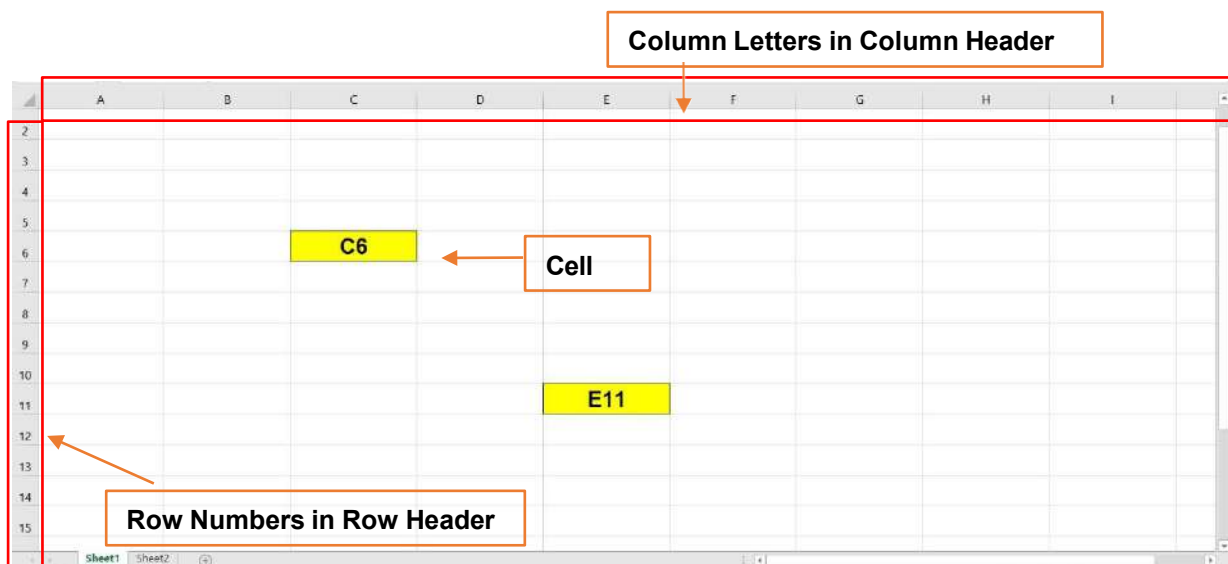 Column Letters in Column Header
A B C D E F G H I
2
3
4
5
C6
6
Cell
7
8
9
10
E11
11
12
13
14
Row Numbers in Row Header
15
Sheet1 Sheet2